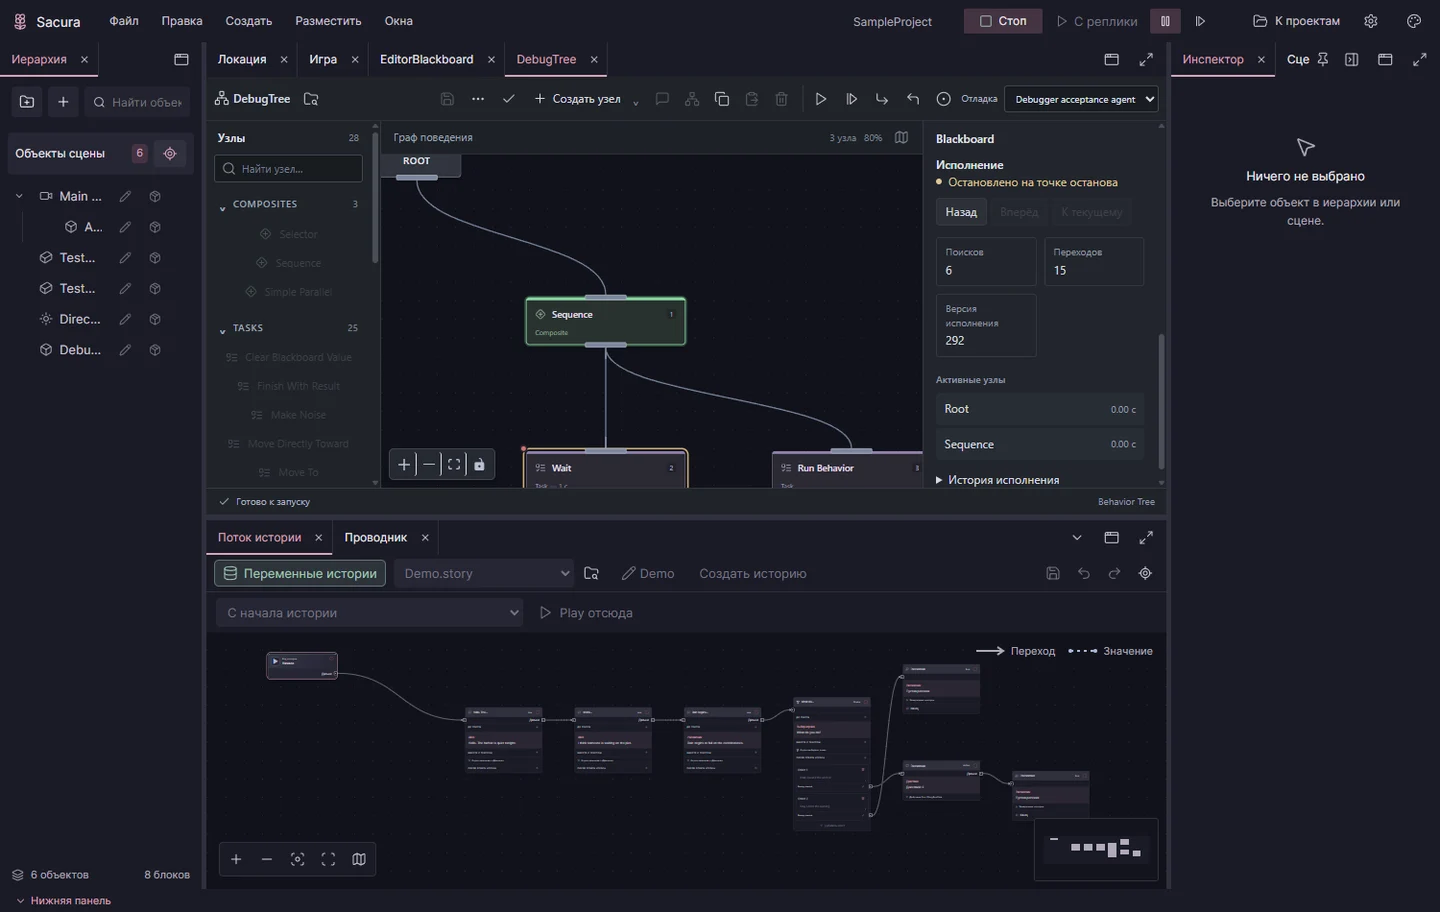 Sacura
Файл
Правка
Создать
Разместить
Окна
SampleProject
Стоп
С реплики
К проектам
Иерархия
Локация
Игра
EditorBlackboard
DebugTree
Инспектор
Сце
Найти объек
DebugTree
Создать узел
Отладка
Debugger acceptance agent
Объекты сцены 6
Main ...
A...
Test...
Test...
Direc...
Debu...
Узлы 28
Найти узел...
COMPOSITES 3
Selector
Sequence
Simple Parallel
TASKS 25
Clear Blackboard Value
Finish With Result
Make Noise
Move Directly Toward
Move To
Граф поведения
3 узла 80%
ROOT
Sequence 1
Composite
Wait 2
Task — 1 c
Run Behavior
Task
Blackboard
Исполнение
Остановлено на точке останова
Назад
Вперёд
К текущему
Поисков
6
Переходов
15
Версия
исполнения
292
Активные узлы
Root 0.00 с
Sequence 0.00 с
История исполнения
Готово к запуску
Behavior Tree
Ничего не выбрано
Выберите объект в иерархии или
сцене.
Поток истории
Проводник
Переменные истории
Demo.story
Demo
Создать историю
С начала истории
Play отсюда
Переход
Значение
6 объектов
8 блоков
Нижняя панель